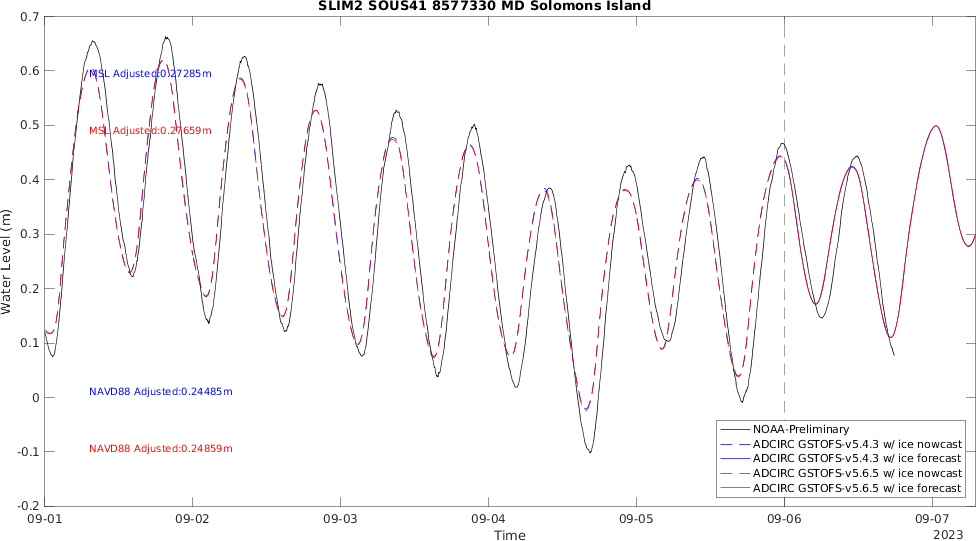 SLIM2 SOUS41 8577330 MD Solomons Island
0.7
0.6
0.5
0.4
0.3
0.2
0.1
0
-0.1
-0.2
Water Level (m)
MSL Adjusted:0.27285m
MSL Adjusted:0.27659m
NAVD88 Adjusted:0.24485m
NAVD88 Adjusted:0.24859m
NOAA-Preliminary
ADCIRC GSTOFS-v5.4.3 w/ ice nowcast
ADCIRC GSTOFS-v5.4.3 w/ ice forecast
ADCIRC GSTOFS-v5.6.5 w/ ice nowcast
ADCIRC GSTOFS-v5.6.5 w/ ice forecast
09-01 09-02 09-03 09-04 09-05 09-06 09-07
Time
2023